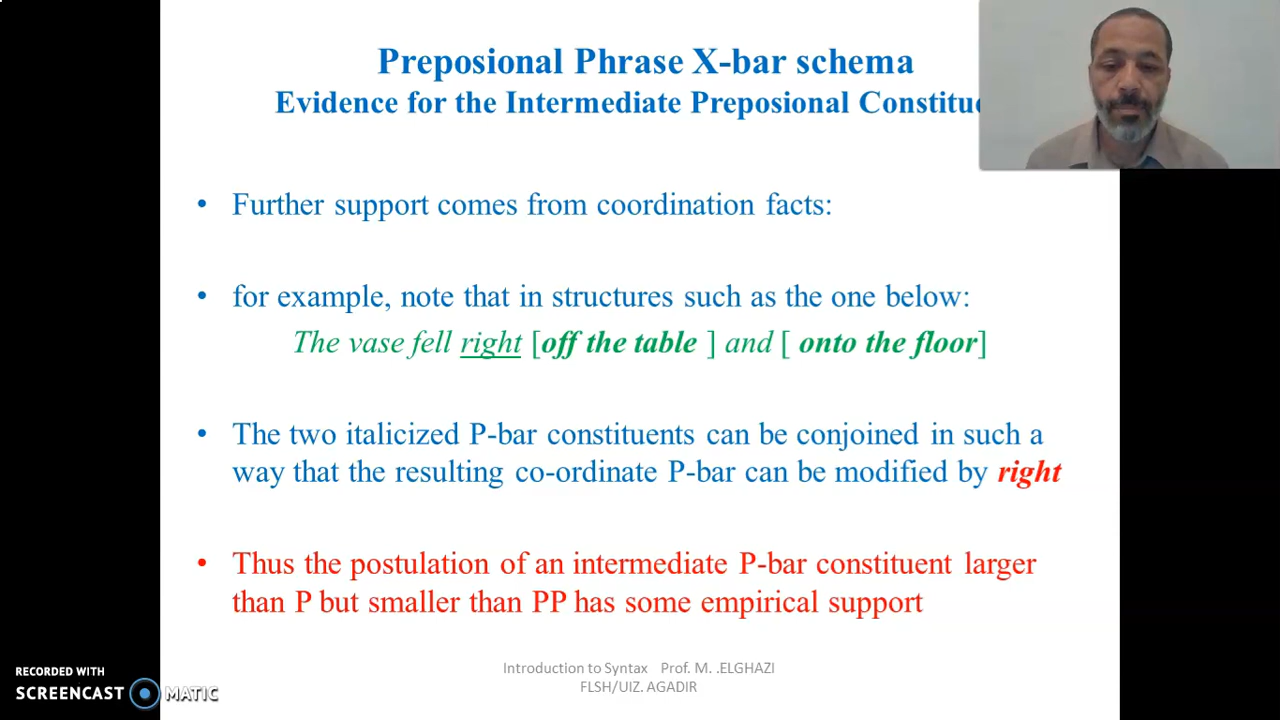 Preposional Phrase X-bar schema
Evidence for the Intermediate Preposional
• Further support comes from coordination facts:
• for example, note that in structures such as the one below:
The vase fell right [off the table ] and [ onto the floor]
• The two italicized P-bar constituents can be conjoined in such a
way that the resulting co-ordinate P-bar can be modified by right
• Thus the postulation of an intermediate P-bar constituent larger
than P but smaller than PP has some empirical support
Introduction to Syntax Prof. M. .ELGHAZI
FLSH/UIZ. AGADIR
RECORDED WITH
SCREENCAST MATIC